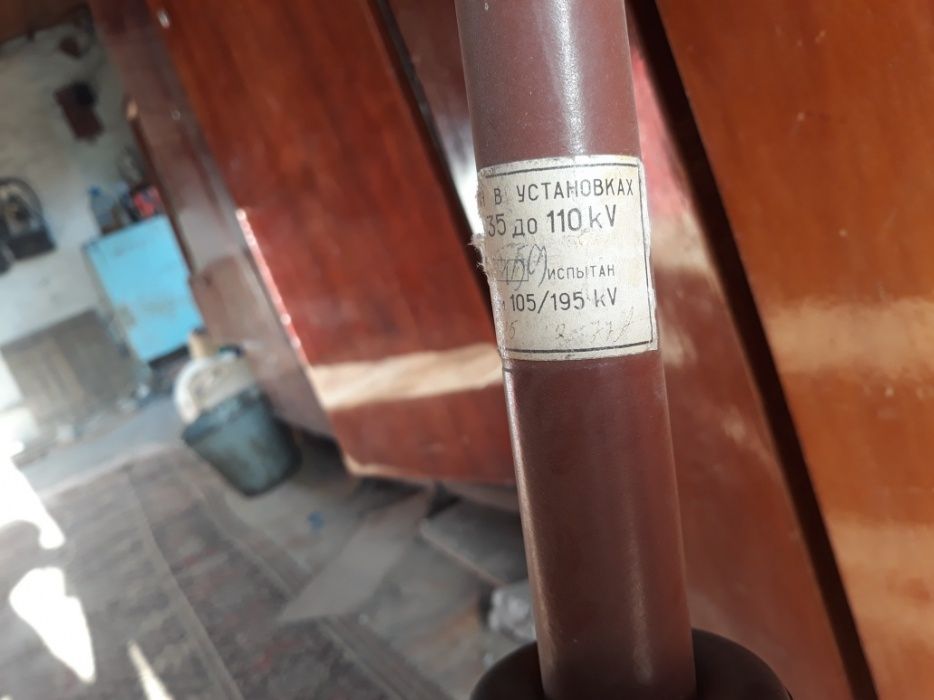 В УСТАНОВКАХ
35 до 110 kV
испытан
105/195 kV